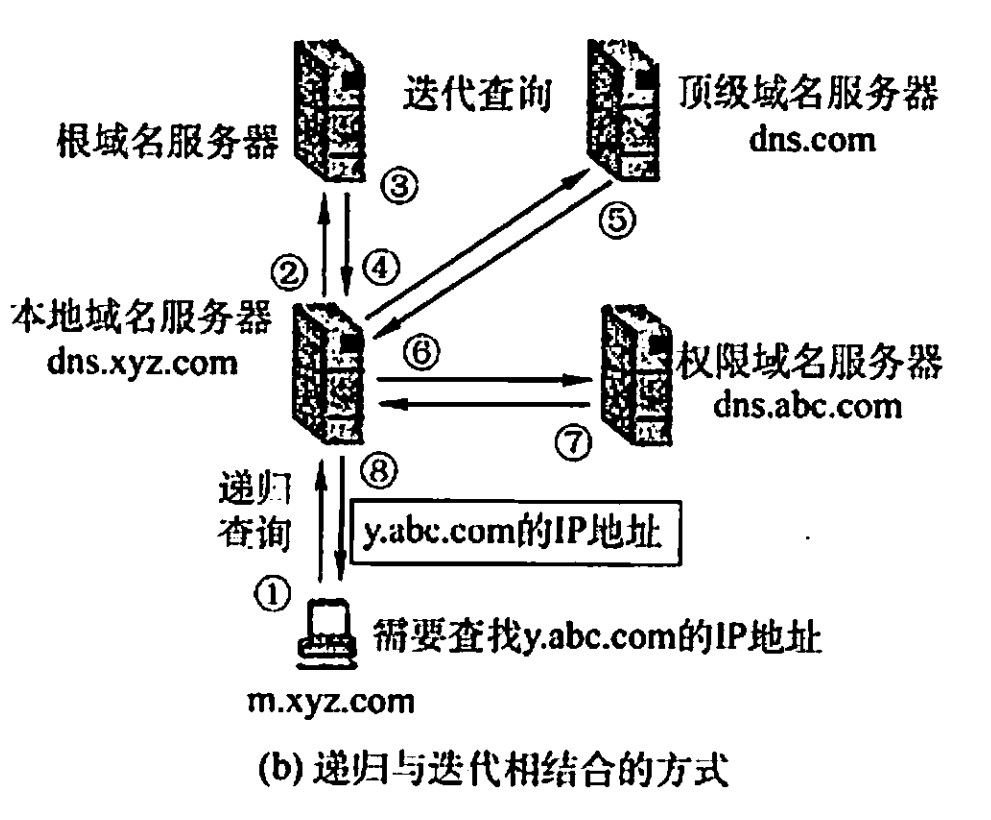 迭代查询
顶级域名服务器
dns.com
根域名服务器
③
⑤
②
④
本地域名服务器
dns.xyz.com
⑥
权限域名服务器
dns.abc.com
⑦
⑧
递归
查询
y.abc.com的IP地址
①
需要查找y.abc.com的IP地址
m.xyz.com
(b) 递归与迭代相结合的方式